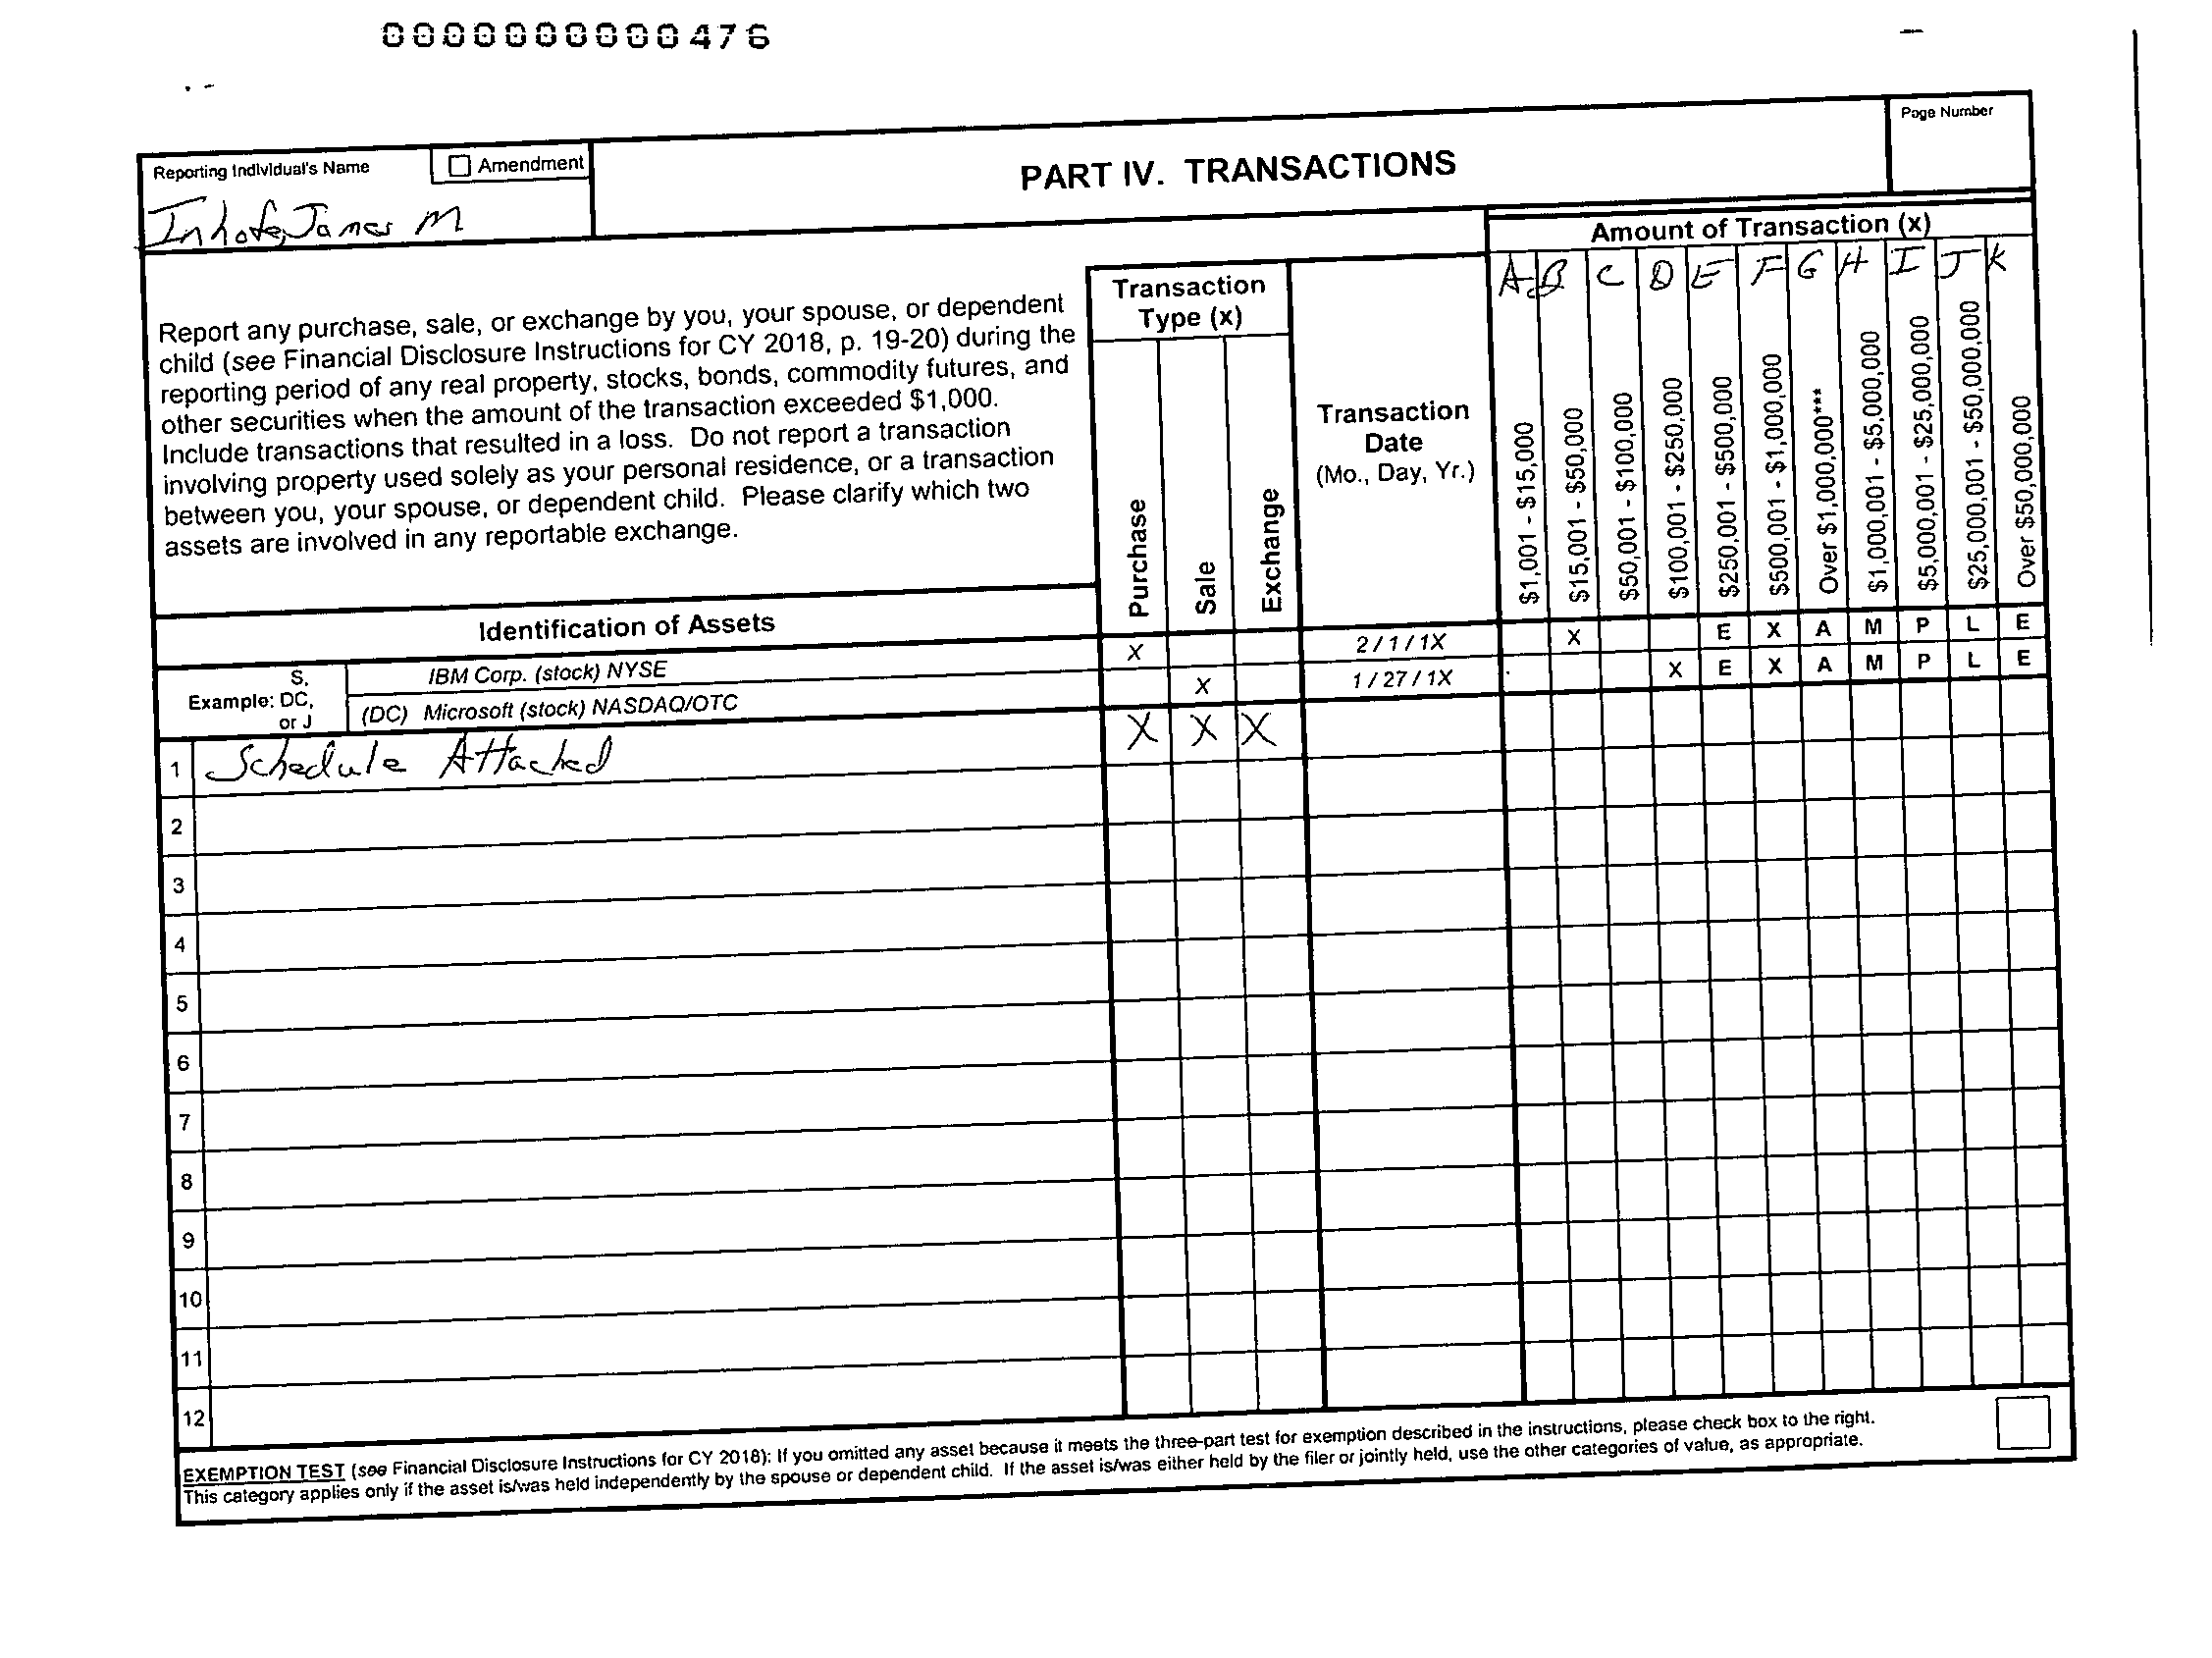 0000000000476
Page Number
Reporting Individual's Name
Amendment
PART IV. TRANSACTIONS
Inhofe, James M
Amount of Transaction (x)
A B C D E F G H I J K
Report any purchase, sale, or exchange by you, your spouse, or dependent
child (see Financial Disclosure Instructions for CY 2018, p. 19-20) during the
reporting period of any real property, stocks, bonds, commodity futures, and
other securities when the amount of the transaction exceeded $1,000.
Include transactions that resulted in a loss. Do not report a transaction
involving property used solely as your personal residence, or a transaction
between you, your spouse, or dependent child. Please clarify which two
assets are involved in any reportable exchange.
Transaction
Type (x)
Purchase
Sale
Exchange
Transaction
Date
(Mo., Day, Yr.)
$1,001 - $15,000
$15,001 - $50,000
$50,001 - $100,000
$100,001 - $250,000
$250,001 - $500,000
$500,001 - $1,000,000
Over $1,000,000***
$1,000,001 - $5,000,000
$5,000,001 - $25,000,000
$25,000,001 - $50,000,000
Over $50,000,000
Identification of Assets
Example: S, DC, or J
IBM Corp. (stock) NYSE X 2/1/1X X E X A M P L E
(DC) Microsoft (stock) NASDAQ/OTC X 1/27/1X X E X A M P L E
1 Schedule Attached X X X
2
3
4
5
6
7
8
9
10
11
12
EXEMPTION TEST (see Financial Disclosure Instructions for CY 2018): If you omitted any asset because it meets the three-part test for exemption described in the instructions, please check box to the right.
This category applies only if the asset is/was held independently by the spouse or dependent child. If the asset is/was either held by the filer or jointly held, use the other categories of value, as appropriate.